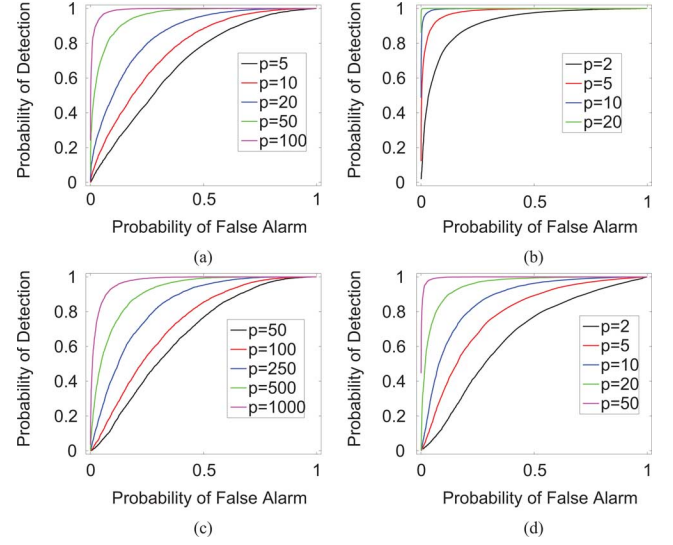 Probability of Detection
1
0.8
0.6
0.4
0.2
0
p=5
p=10
p=20
p=50
p=100
0 0.5 1
Probability of False Alarm
(a)
Probability of Detection
1
0.8
0.6
0.4
0.2
0
p=2
p=5
p=10
p=20
0 0.5 1
Probability of False Alarm
(b)
Probability of Detection
1
0.8
0.6
0.4
0.2
0
p=50
p=100
p=250
p=500
p=1000
0 0.5 1
Probability of False Alarm
(c)
Probability of Detection
1
0.8
0.6
0.4
0.2
0
p=2
p=5
p=10
p=20
p=50
0 0.5 1
Probability of False Alarm
(d)